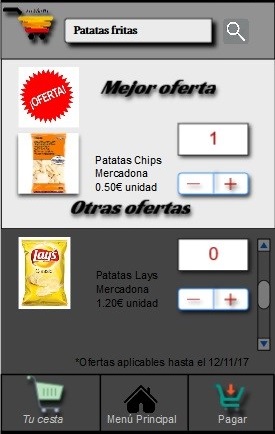 Patatas fritas
¡OFERTA!
Mejor oferta
1
Patatas Chips
Mercadona
0.50€ unidad
Otras ofertas
Lay's
0
Patatas Lays
Mercadona
1.20€ unidad
*Ofertas aplicables hasta el 12/11/17
Tu cesta
Menú Principal
Pagar